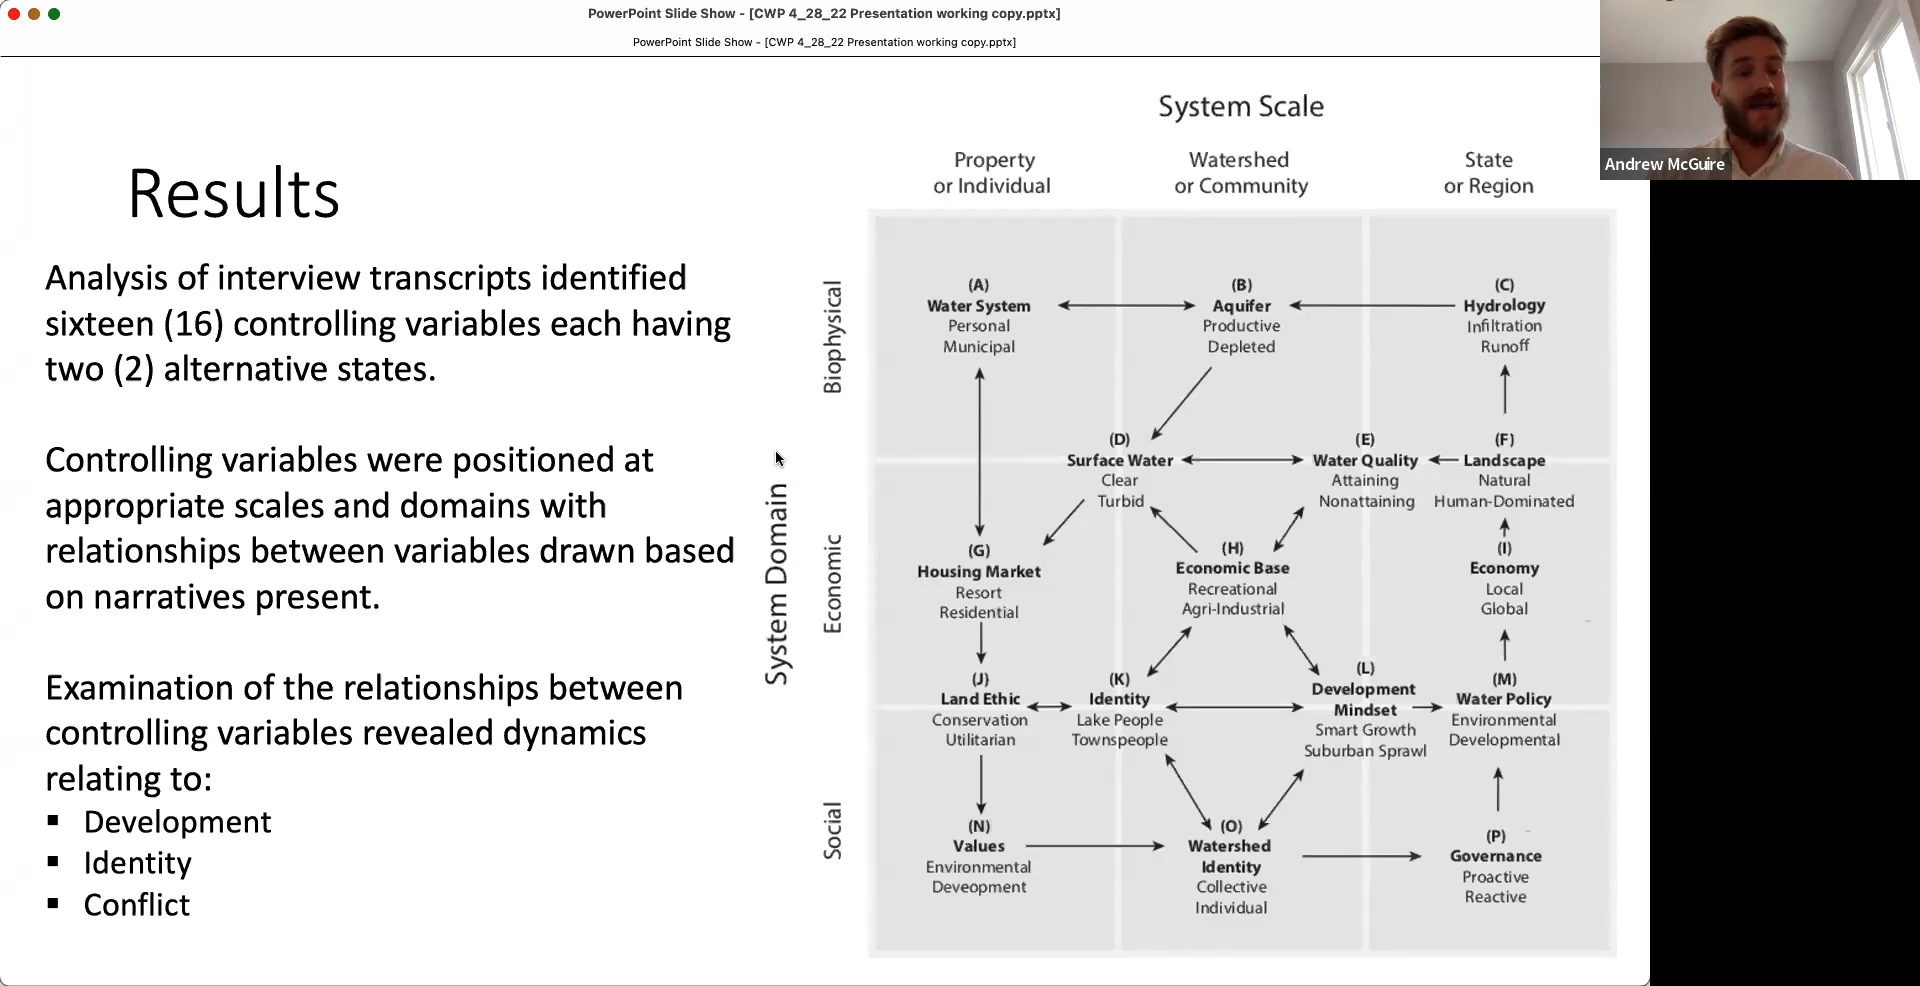 PowerPoint Slide Show - [CWP 4_28_22 Presentation working copy.pptx]
PowerPoint Slide Show - [CWP 4_28_22 Presentation working copy.pptx]
Andrew McGuire
Results
Analysis of interview transcripts identified
sixteen (16) controlling variables each having
two (2) alternative states.
Controlling variables were positioned at
appropriate scales and domains with
relationships between variables drawn based
on narratives present.
Examination of the relationships between
controlling variables revealed dynamics
relating to:
▪ Development
▪ Identity
▪ Conflict
System Scale
Property
or Individual
Watershed
or Community
State
or Region
System Domain
Biophysical
Economic
Social
(A)
Water System
Personal
Municipal
(B)
Aquifer
Productive
Depleted
(C)
Hydrology
Infiltration
Runoff
(D)
Surface Water
Clear
Turbid
(E)
Water Quality
Attaining
Nonattaining
(F)
Landscape
Natural
Human-Dominated
(G)
Housing Market
Resort
Residential
(H)
Economic Base
Recreational
Agri-Industrial
(I)
Economy
Local
Global
(J)
Land Ethic
Conservation
Utilitarian
(K)
Identity
Lake People
Townspeople
(L)
Development
Mindset
Smart Growth
Suburban Sprawl
(M)
Water Policy
Environmental
Developmental
(N)
Values
Environmental
Deveopment
(O)
Watershed
Identity
Collective
Individual
(P)
Governance
Proactive
Reactive